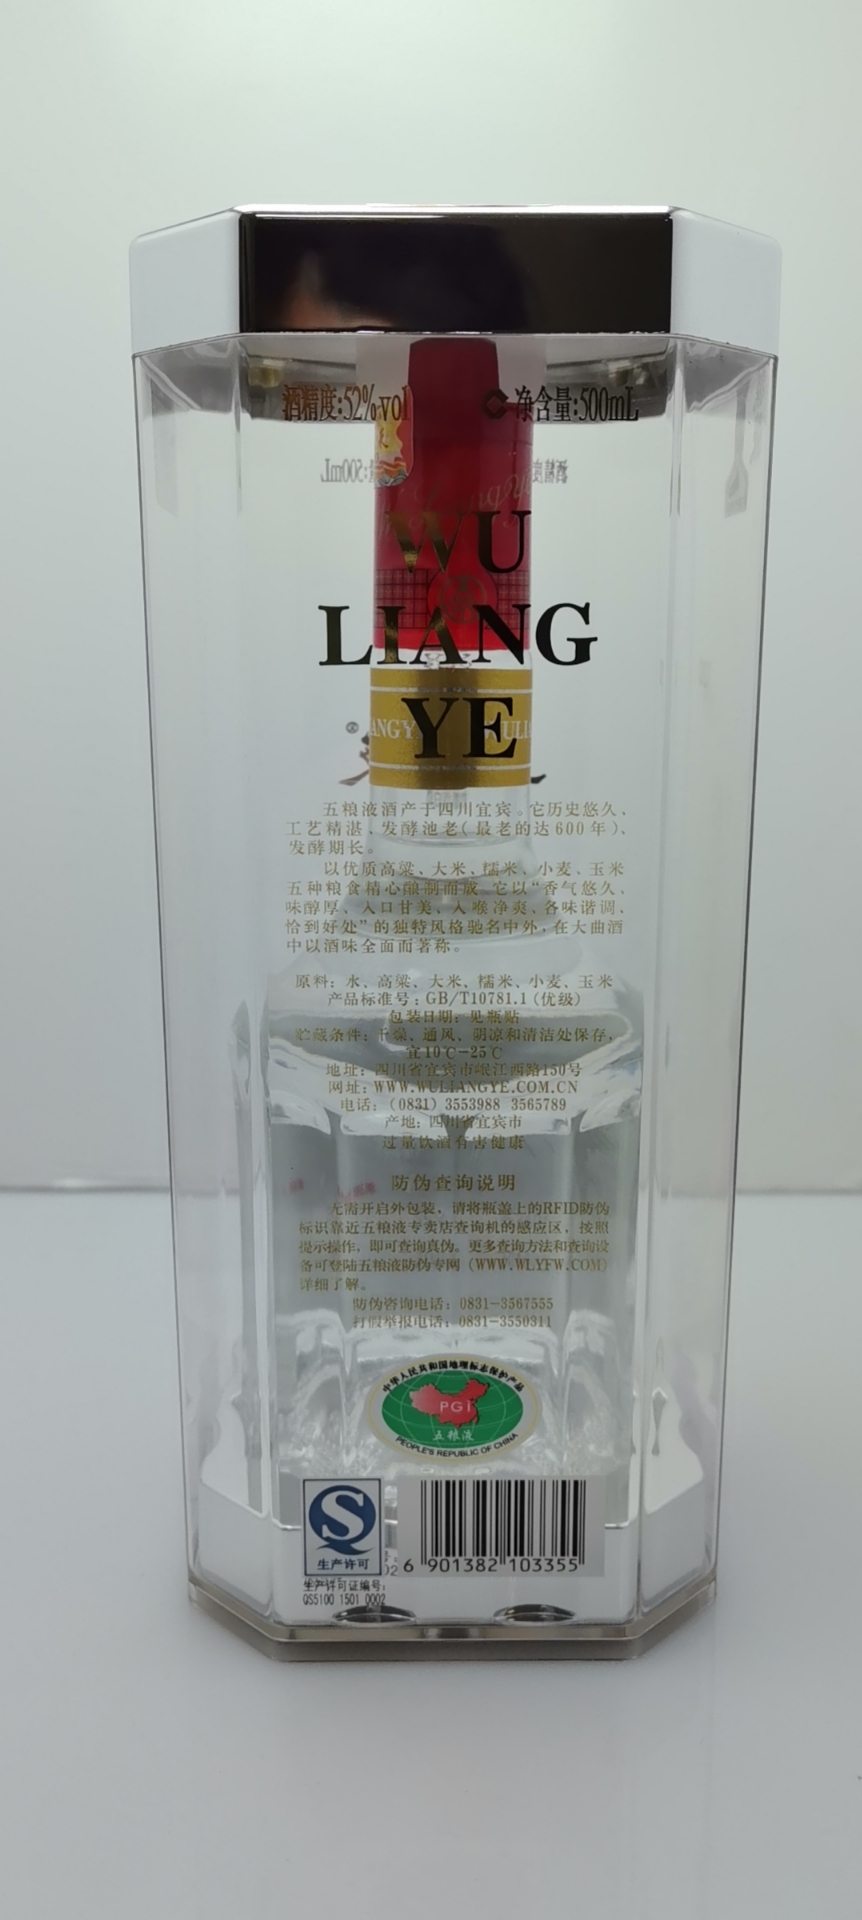 酒精度:52%vol
净含量:500mL
WU
LIANG
YE
五粮液酒产于四川宜宾。它历史悠久、
工艺精湛、发酵池老(最老的达600年)、
发酵期长。
以优质高粱、大米、糯米、小麦、玉米
五种粮食精心酿制而成。它以“香气悠久、
味醇厚、入口甘美、入喉净爽、各味谐调、
恰到好处”的独特风格驰名中外,在大曲酒
中以酒味全面而著称。
原料: 水、高粱、大米、糯米、小麦、玉米
产品标准号: GB/T10781.1 (优级)
包装日期: 见瓶贴
贮藏条件: 干燥、通风、阴凉和清洁处保存,
宜10℃-25℃
地址: 四川省宜宾市岷江西路150号
网址: WWW.WULIANGYE.COM.CN
电话: (0831) 3553988 3565789
产地: 四川省宜宾市
过量饮酒有害健康
防伪查询说明
无需开启外包装, 请将瓶盖上的RFID防伪
标识靠近五粮液专卖店查询机的感应区, 按照
提示操作, 即可查询真伪。更多查询方法和查询设
备可登陆五粮液防伪专网 (WWW.WLYFW.COM)
详细了解。
防伪咨询电话: 0831-3567555
打假举报电话: 0831-3550311
中华人民共和国地理标志保护产品
PGI
五粮液
PEOPLE'S REPUBLIC OF CHINA
S
生产许可
生产许可证编号:
QS5100 1501 0002
6 901382 103355